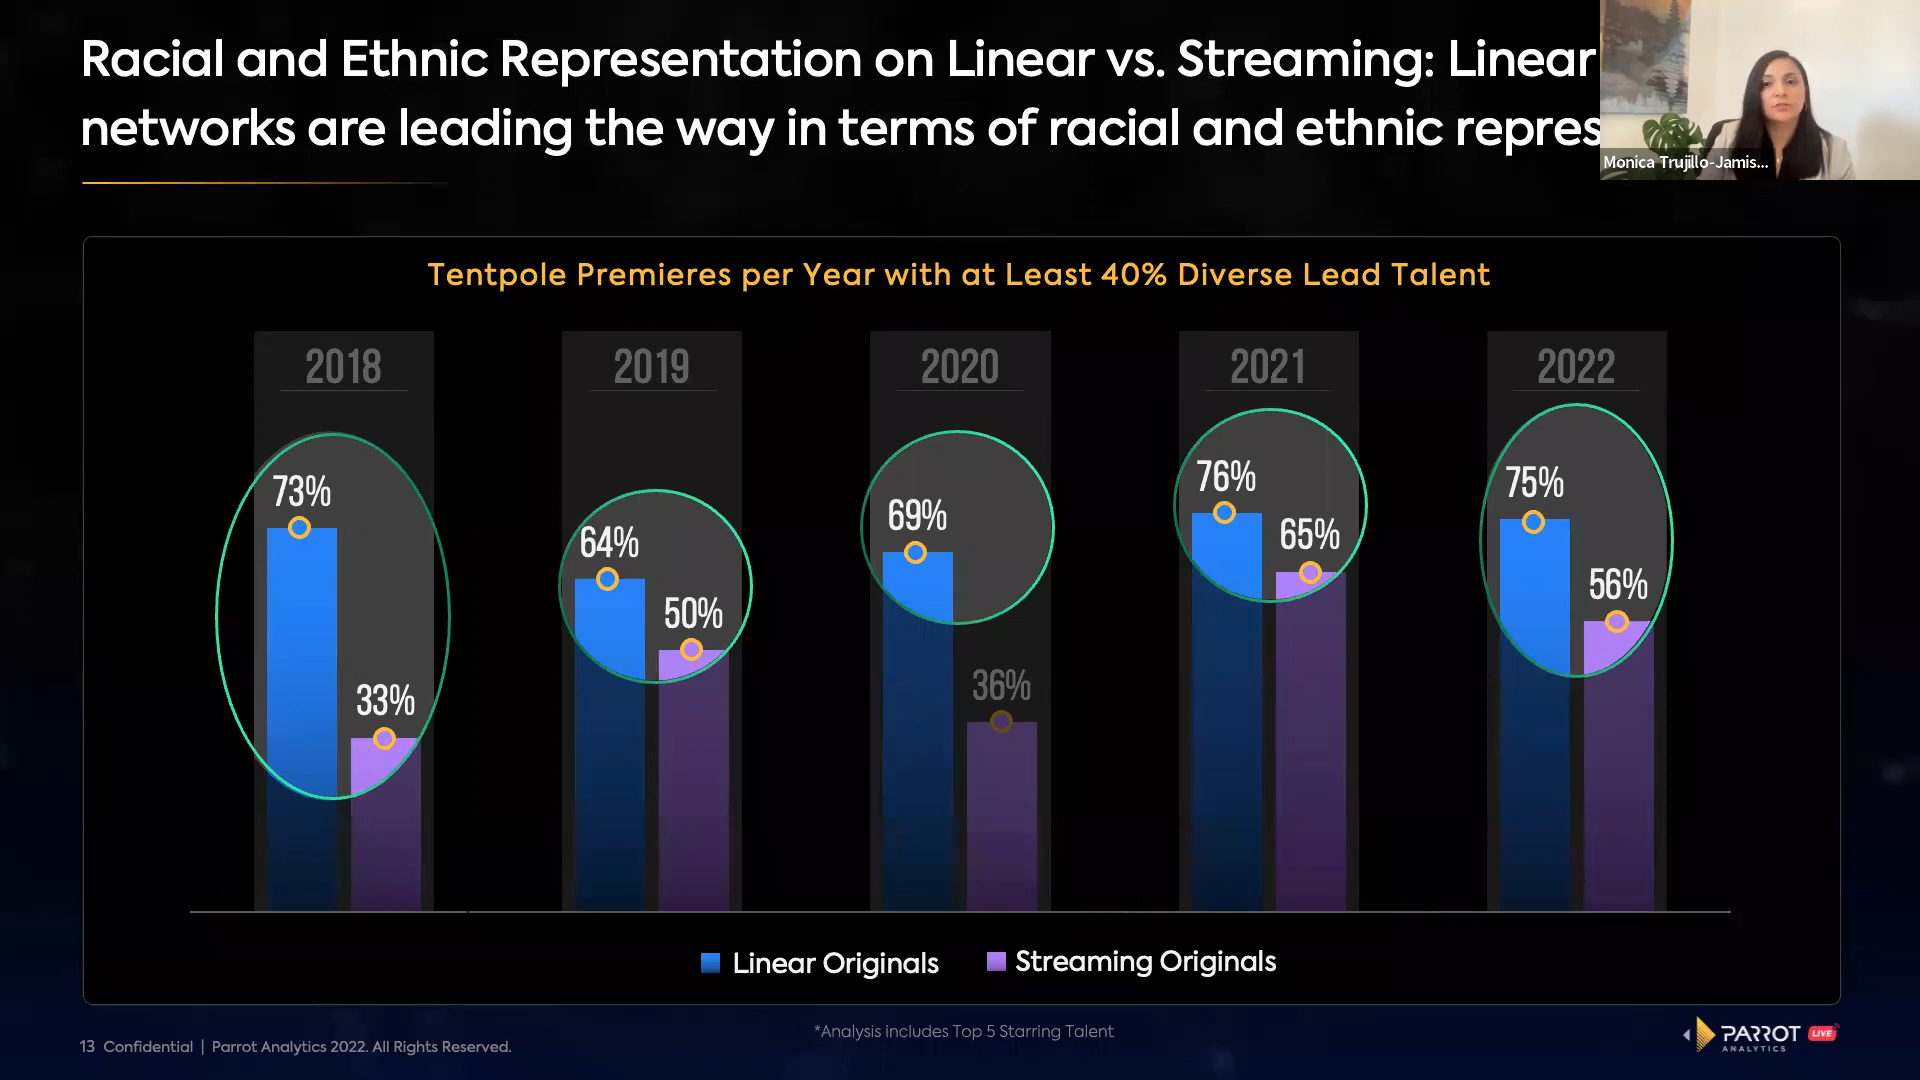 Racial and Ethnic Representation on Linear vs. Streaming: Linear
networks are leading the way in terms of racial and ethnic repres
Monica Trujillo-Jamis...
Tentpole Premieres per Year with at Least 40% Diverse Lead Talent
2018 2019 2020 2021 2022
73% 33%
64% 50%
69% 36%
76% 65%
75% 56%
Linear Originals Streaming Originals
*Analysis includes Top 5 Starring Talent
13 Confidential | Parrot Analytics 2022. All Rights Reserved.
PARROT LIVE
ANALYTICS